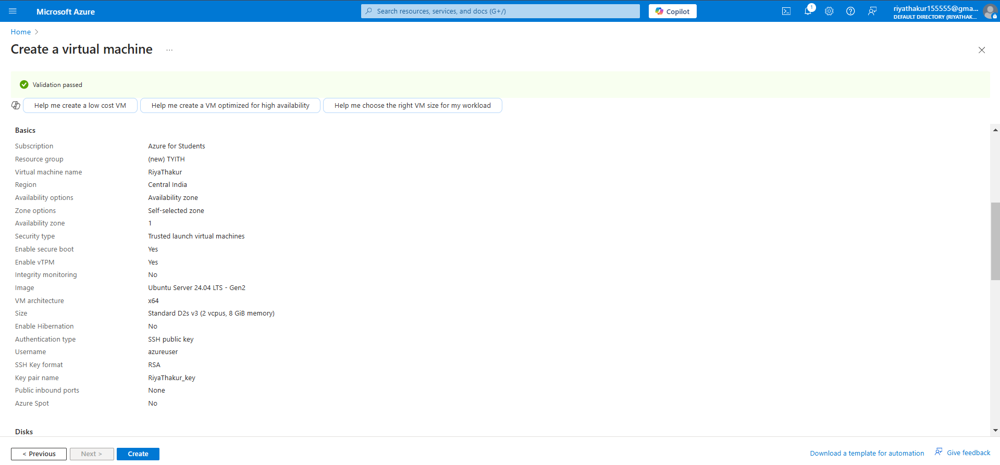 Microsoft Azure
Search resources, services, and docs (G+/)
Copilot
1
riyathakur155555@gma...
DEFAULT DIRECTORY (RIYATHAK...
Home >
Create a virtual machine ...
Validation passed
Help me create a low cost VM
Help me create a VM optimized for high availability
Help me choose the right VM size for my workload
Basics
Subscription Azure for Students
Resource group (new) TYITH
Virtual machine name RiyaThakur
Region Central India
Availability options Availability zone
Zone options Self-selected zone
Availability zone 1
Security type Trusted launch virtual machines
Enable secure boot Yes
Enable vTPM Yes
Integrity monitoring No
Image Ubuntu Server 24.04 LTS - Gen2
VM architecture x64
Size Standard D2s v3 (2 vcpus, 8 GiB memory)
Enable Hibernation No
Authentication type SSH public key
Username azureuser
SSH Key format RSA
Key pair name RiyaThakur_key
Public inbound ports None
Azure Spot No
Disks
< Previous
Next >
Create
Download a template for automation
Give feedback